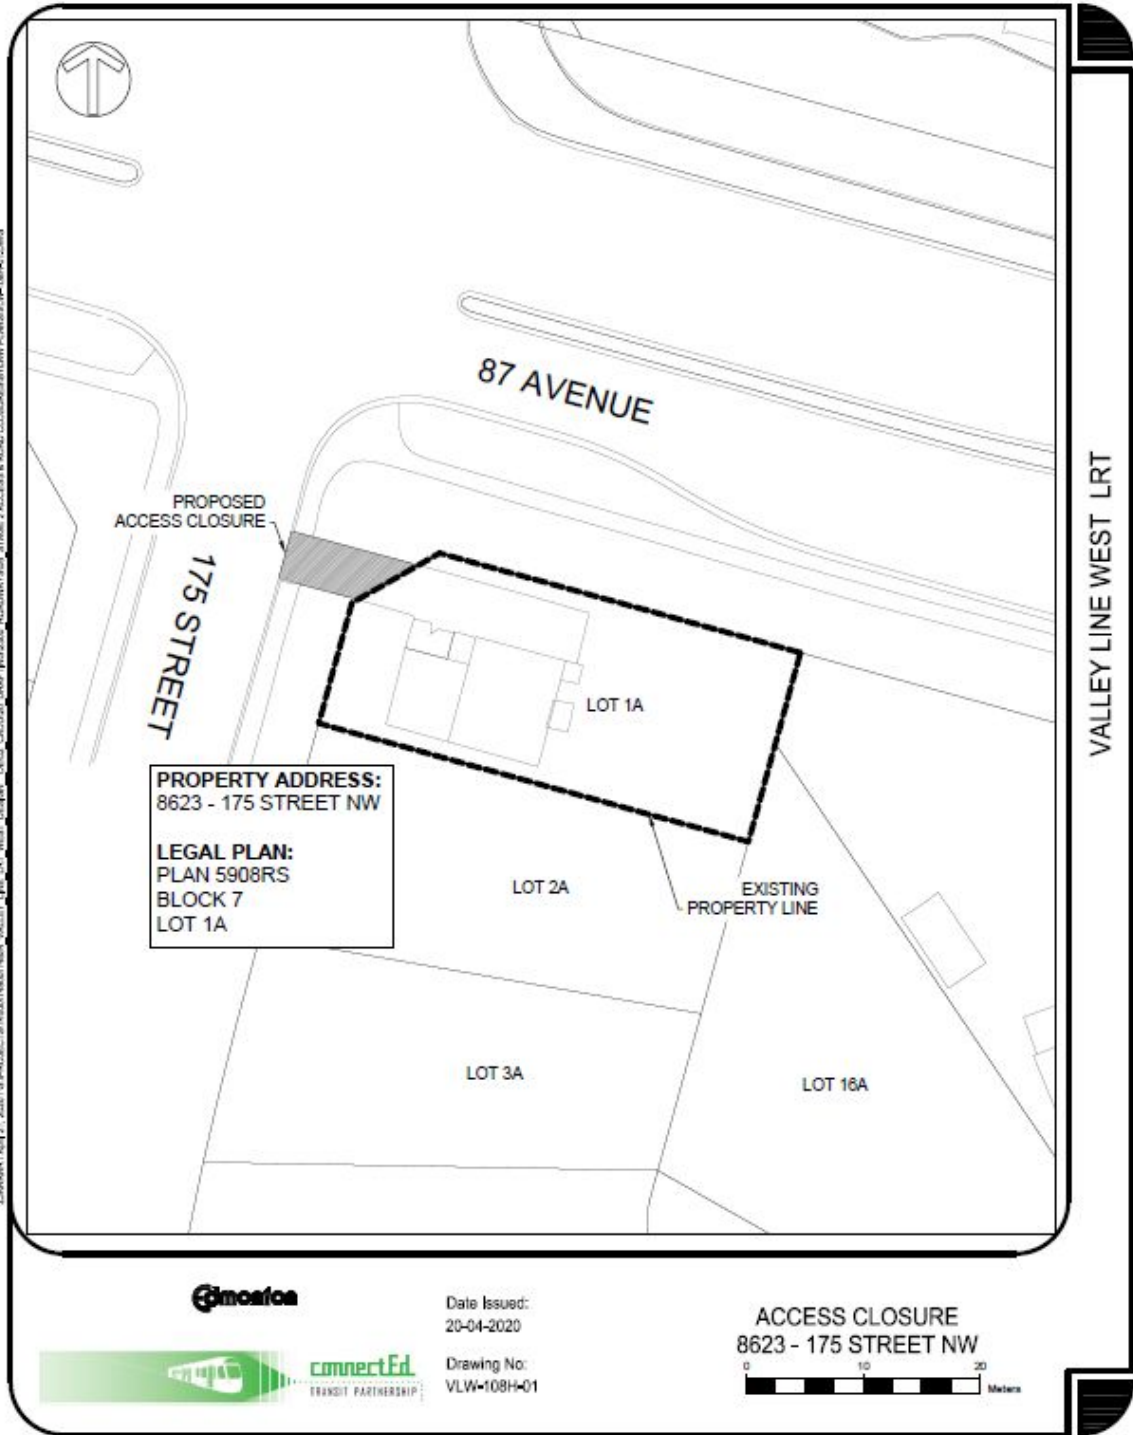 87 AVENUE
PROPOSED
ACCESS CLOSURE
175 STREET
LOT 1A
PROPERTY ADDRESS:
8623 - 175 STREET NW
LEGAL PLAN:
PLAN 5908RS
BLOCK 7
LOT 1A
LOT 2A
EXISTING
PROPERTY LINE
LOT 3A
LOT 16A
VALLEY LINE WEST LRT
Edmonton
connectEd
TRANSIT PARTNERSHIP
Date Issued:
20-04-2020
Drawing No:
VLW-108H-01
ACCESS CLOSURE
8623 - 175 STREET NW
0 10 20
Meters